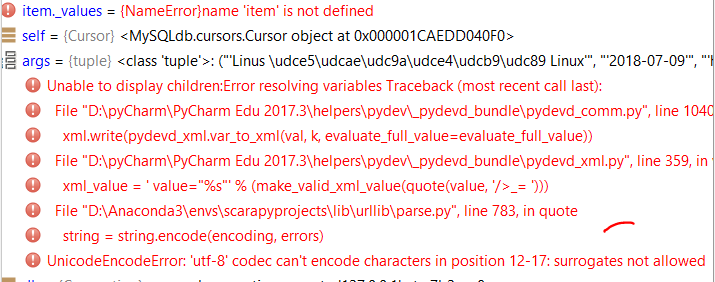 item._values = {NameError}name 'item' is not defined
self = {Cursor} <MySQLdb.cursors.Cursor object at 0x000001CAEDD040F0>
args = {tuple} <class 'tuple'>: ("'Linus \udce5\udcae\udc9a\udce4\udcb9\udc89 Linux'", "'2018-07-09'", "'
Unable to display children:Error resolving variables Traceback (most recent call last):
File "D:\pyCharm\PyCharm Edu 2017.3\helpers\pydev\_pydevd_bundle\pydevd_comm.py", line 1040
xml.write(pydevd_xml.var_to_xml(val, k, evaluate_full_value=evaluate_full_value))
File "D:\pyCharm\PyCharm Edu 2017.3\helpers\pydev\_pydevd_bundle\pydevd_xml.py", line 359, in
xml_value = ' value="%s"' % (make_valid_xml_value(quote(value, '/>_= ')))
File "D:\Anaconda3\envs\scarapyprojects\lib\urllib\parse.py", line 783, in quote
string = string.encode(encoding, errors)
UnicodeEncodeError: 'utf-8' codec can't encode characters in position 12-17: surrogates not allowed